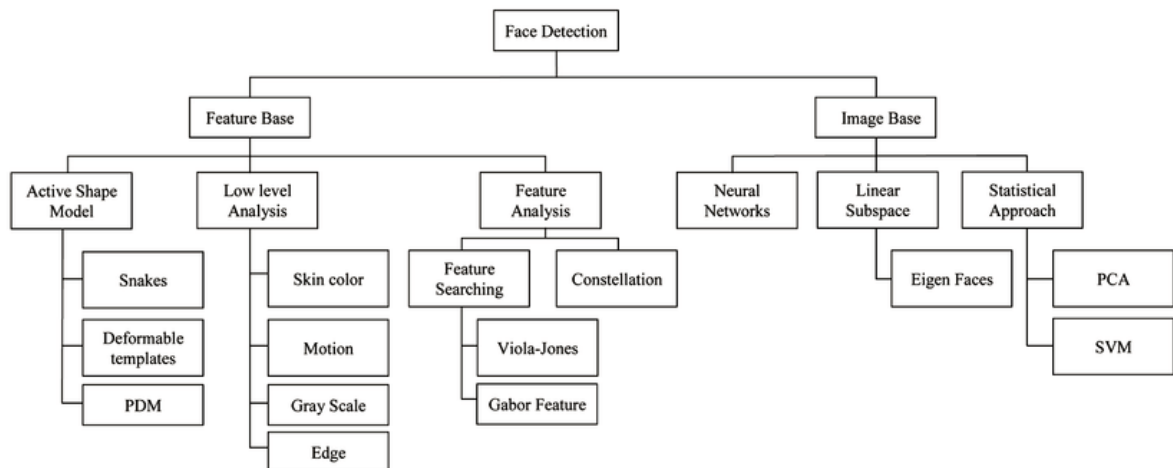 Face Detection
Feature Base
Image Base
Active Shape
Model
Low level
Analysis
Feature
Analysis
Neural
Networks
Linear
Subspace
Statistical
Approach
Snakes
Skin color
Feature
Searching
Constellation
Eigen Faces
PCA
Deformable
templates
Motion
Viola-Jones
SVM
PDM
Gray Scale
Gabor Feature
Edge